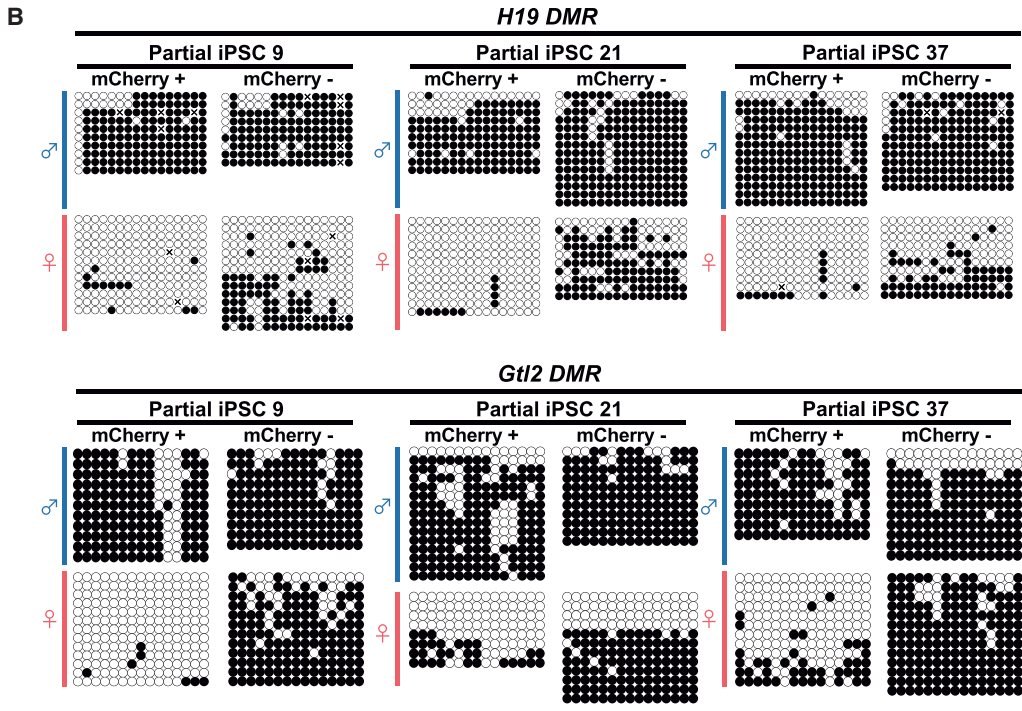 B
H19 DMR
Partial iPSC 9 Partial iPSC 21 Partial iPSC 37
mCherry + mCherry - mCherry + mCherry - mCherry + mCherry -
♂ ♂ ♂
♀ ♀ ♀
Gtl2 DMR
Partial iPSC 9 Partial iPSC 21 Partial iPSC 37
mCherry + mCherry - mCherry + mCherry - mCherry + mCherry -
♂ ♂ ♂
♀ ♀ ♀